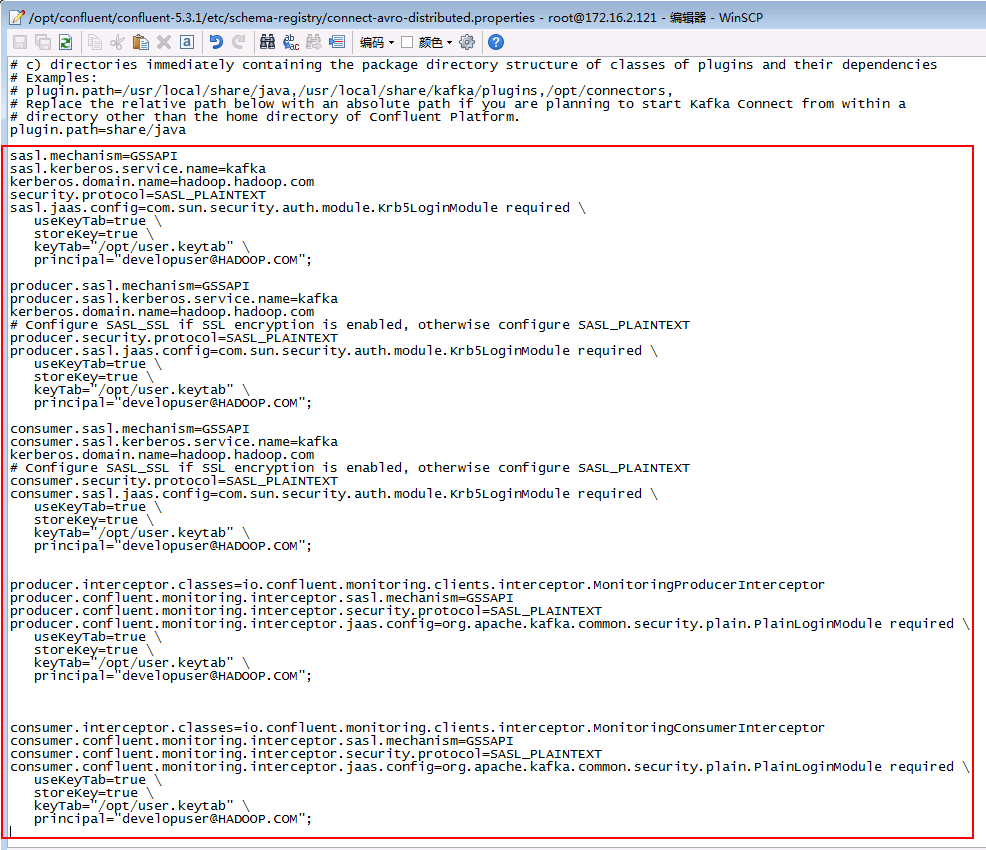 /opt/confluent/confluent-5.3.1/etc/schema-registry/connect-avro-distributed.properties - root@172.16.2.121 - 编辑器 - WinSCP
编码 颜色
# c) directories immediately containing the package directory structure of classes of plugins and their dependencies
# Examples:
# plugin.path=/usr/local/share/java,/usr/local/share/kafka/plugins,/opt/connectors,
# Replace the relative path below with an absolute path if you are planning to start Kafka Connect from within a
# directory other than the home directory of Confluent Platform.
plugin.path=share/java
sasl.mechanism=GSSAPI
sasl.kerberos.service.name=kafka
kerberos.domain.name=hadoop.hadoop.com
security.protocol=SASL_PLAINTEXT
sasl.jaas.config=com.sun.security.auth.module.Krb5LoginModule required \
useKeyTab=true \
storeKey=true \
keyTab="/opt/user.keytab" \
principal="developuser@HADOOP.COM";
producer.sasl.mechanism=GSSAPI
producer.sasl.kerberos.service.name=kafka
kerberos.domain.name=hadoop.hadoop.com
# Configure SASL_SSL if SSL encryption is enabled, otherwise configure SASL_PLAINTEXT
producer.security.protocol=SASL_PLAINTEXT
producer.sasl.jaas.config=com.sun.security.auth.module.Krb5LoginModule required \
useKeyTab=true \
storeKey=true \
keyTab="/opt/user.keytab" \
principal="developuser@HADOOP.COM";
consumer.sasl.mechanism=GSSAPI
consumer.sasl.kerberos.service.name=kafka
kerberos.domain.name=hadoop.hadoop.com
# Configure SASL_SSL if SSL encryption is enabled, otherwise configure SASL_PLAINTEXT
consumer.security.protocol=SASL_PLAINTEXT
consumer.sasl.jaas.config=com.sun.security.auth.module.Krb5LoginModule required \
useKeyTab=true \
storeKey=true \
keyTab="/opt/user.keytab" \
principal="developuser@HADOOP.COM";
producer.interceptor.classes=io.confluent.monitoring.clients.interceptor.MonitoringProducerInterceptor
producer.confluent.monitoring.interceptor.sasl.mechanism=GSSAPI
producer.confluent.monitoring.interceptor.security.protocol=SASL_PLAINTEXT
producer.confluent.monitoring.interceptor.jaas.config=org.apache.kafka.common.security.plain.PlainLoginModule required \
useKeyTab=true \
storeKey=true \
keyTab="/opt/user.keytab" \
principal="developuser@HADOOP.COM";
consumer.interceptor.classes=io.confluent.monitoring.clients.interceptor.MonitoringConsumerInterceptor
consumer.confluent.monitoring.interceptor.sasl.mechanism=GSSAPI
consumer.confluent.monitoring.interceptor.security.protocol=SASL_PLAINTEXT
consumer.confluent.monitoring.interceptor.jaas.config=org.apache.kafka.common.security.plain.PlainLoginModule required \
useKeyTab=true \
storeKey=true \
keyTab="/opt/user.keytab" \
principal="developuser@HADOOP.COM";